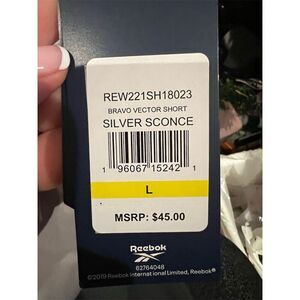 REW221SH18023
BRAVO VECTOR SHORT
SILVER SCONCE
1 96067 15242 1
L
MSRP: $45.00
Reebok
62764048
©2019 Reebok International Limited, Reebok®